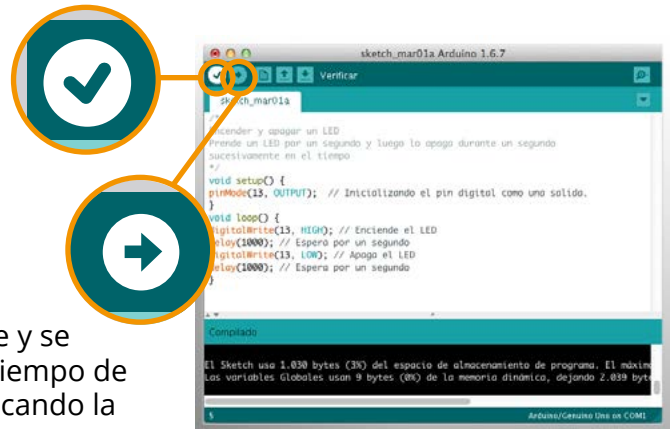 sketch_mar01a Arduino 1.6.7
Verificar
sketch_mar01a
/*
Encender y apagar un LED
Prende un LED por un segundo y luego lo apaga durante un segundo
sucesivamente en el tiempo
*/
void setup() {
pinMode(13, OUTPUT); // Inicializando el pin digital como una salida.
}
void loop() {
digitalWrite(13, HIGH); // Enciende el LED
delay(1000); // Espera por un segundo
digitalWrite(13, LOW); // Apaga el LED
delay(1000); // Espera por un segundo
}
Compilado
El Sketch usa 1.030 bytes (3%) del espacio de almacenamiento de programa. El máxim
Las variables Globales usan 9 bytes (0%) de la memoria dinámica, dejando 2.039 byt
Arduino/Genuino Uno on COM1
e y se
iempo de
cando la